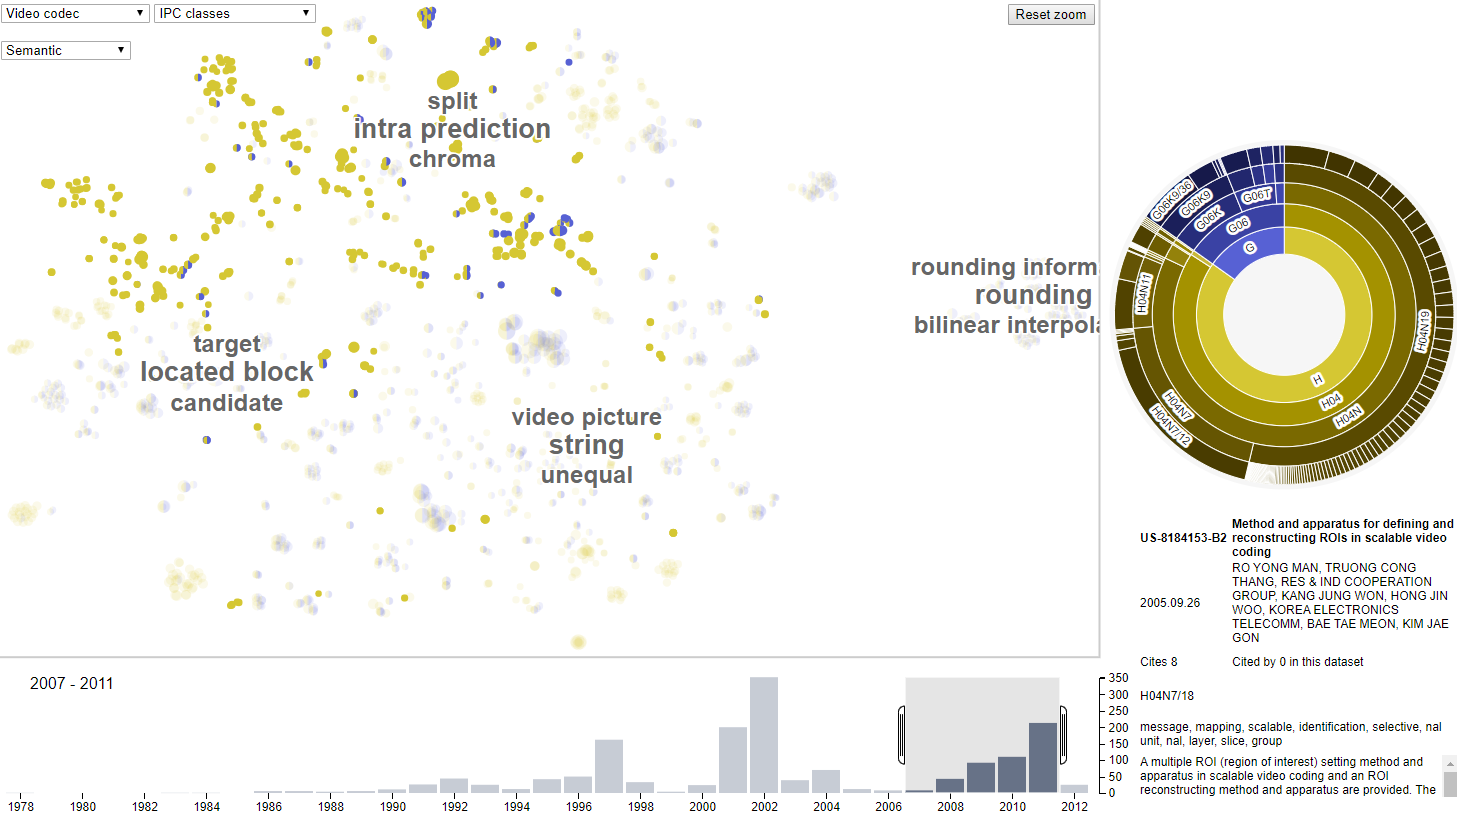 Video codec
IPC classes
Reset zoom
Semantic
split
intra prediction
chroma
rounding inform
rounding
bilinear interpola
target
located block
candidate
video picture
string
unequal
G06K9/36
G06K9
G06K
G06T
G06
G
H04N11
H04N19
H
H04
H04N
H04N7
H04N7/12
US-8184153-B2
Method and apparatus for defining and
reconstructing ROIs in scalable video
coding
2005.09.26
RO YONG MAN, TRUONG CONG
THANG, RES & IND COOPERATION
GROUP, KANG JUNG WON, HONG JIN
WOO, KOREA ELECTRONICS
TELECOMM, BAE TAE MEON, KIM JAE
GON
Cites 8
Cited by 0 in this dataset
H04N7/18
message, mapping, scalable, identification, selective, nal
unit, nal, layer, slice, group
A multiple ROI (region of interest) setting method and
apparatus in scalable video coding and an ROI
reconstructing method and apparatus are provided. The
2007 - 2011
350
300
250
200
150
100
50
0
1978 1980 1982 1984 1986 1988 1990 1992 1994 1996 1998 2000 2002 2004 2006 2008 2010 2012